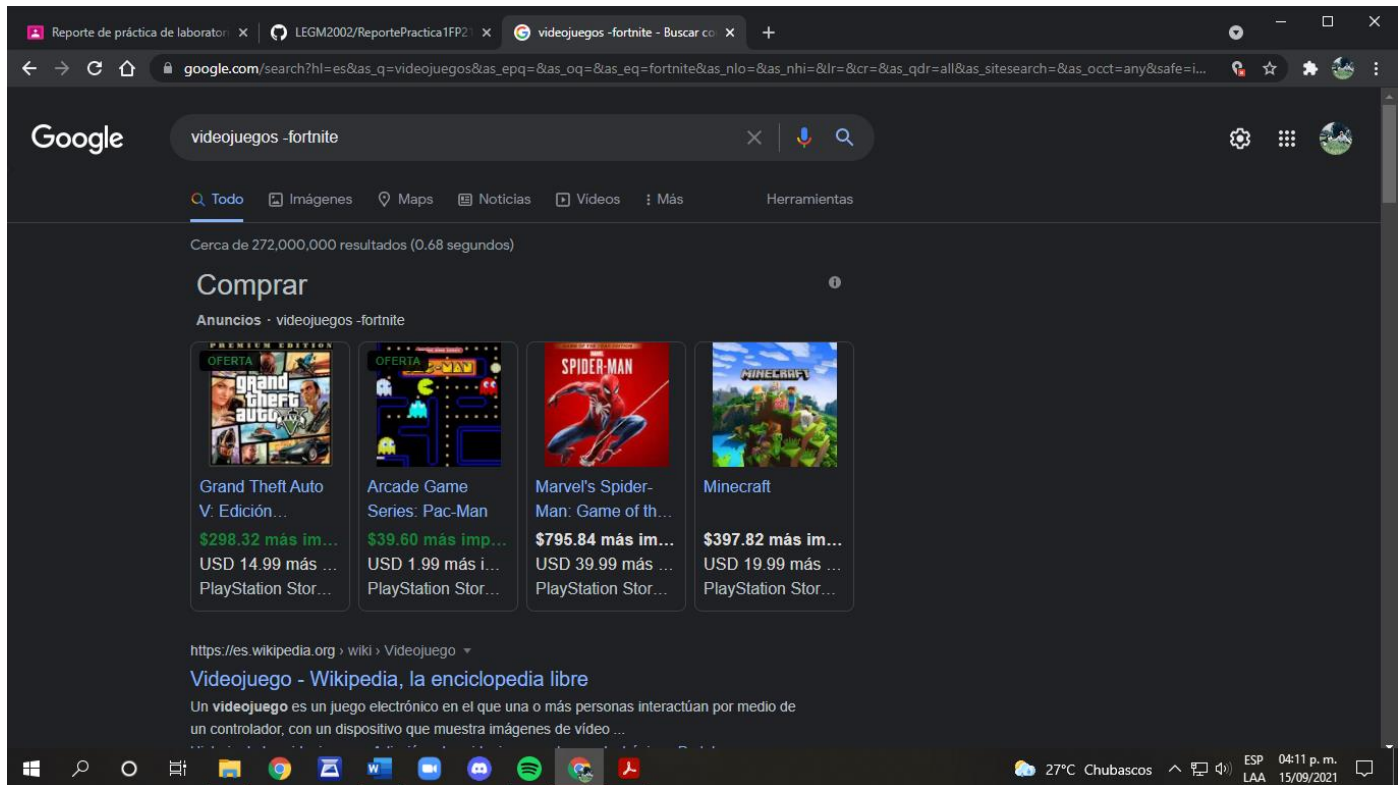 Reporte de práctica de laborator
LEGM2002/ReportePractica1FP21
videojuegos -fortnite - Buscar co
google.com/search?hl=es&as_q=videojuegos&as_epq=&as_oq=&as_eq=fortnite&as_nlo=&as_nhi=&lr=&cr=&as_qdr=all&as_sitesearch=&as_occt=any&safe=i...
Google
videojuegos -fortnite
Todo Imágenes Maps Noticias Videos Más Herramientas
Cerca de 272,000,000 resultados (0.68 segundos)
Comprar
Anuncios · videojuegos -fortnite
PREMIUM EDITION
OFERTA
grand
theft
auto
V
OFERTA
PAC-MAN
SPIDER-MAN
MINECRAFT
Grand Theft Auto
V: Edición...
$298.32 más im...
USD 14.99 más ...
PlayStation Stor...
Arcade Game
Series: Pac-Man
$39.60 más imp...
USD 1.99 más i...
PlayStation Stor...
Marvel's Spider-
Man: Game of th...
$795.84 más im...
USD 39.99 más ...
PlayStation Stor...
Minecraft
$397.82 más im...
USD 19.99 más ...
PlayStation Stor...
https://es.wikipedia.org › wiki › Videojuego
Videojuego - Wikipedia, la enciclopedia libre
Un videojuego es un juego electrónico en el que una o más personas interactúan por medio de
un controlador, con un dispositivo que muestra imágenes de vídeo ...
27°C Chubascos
ESP
LAA
04:11 p. m.
15/09/2021